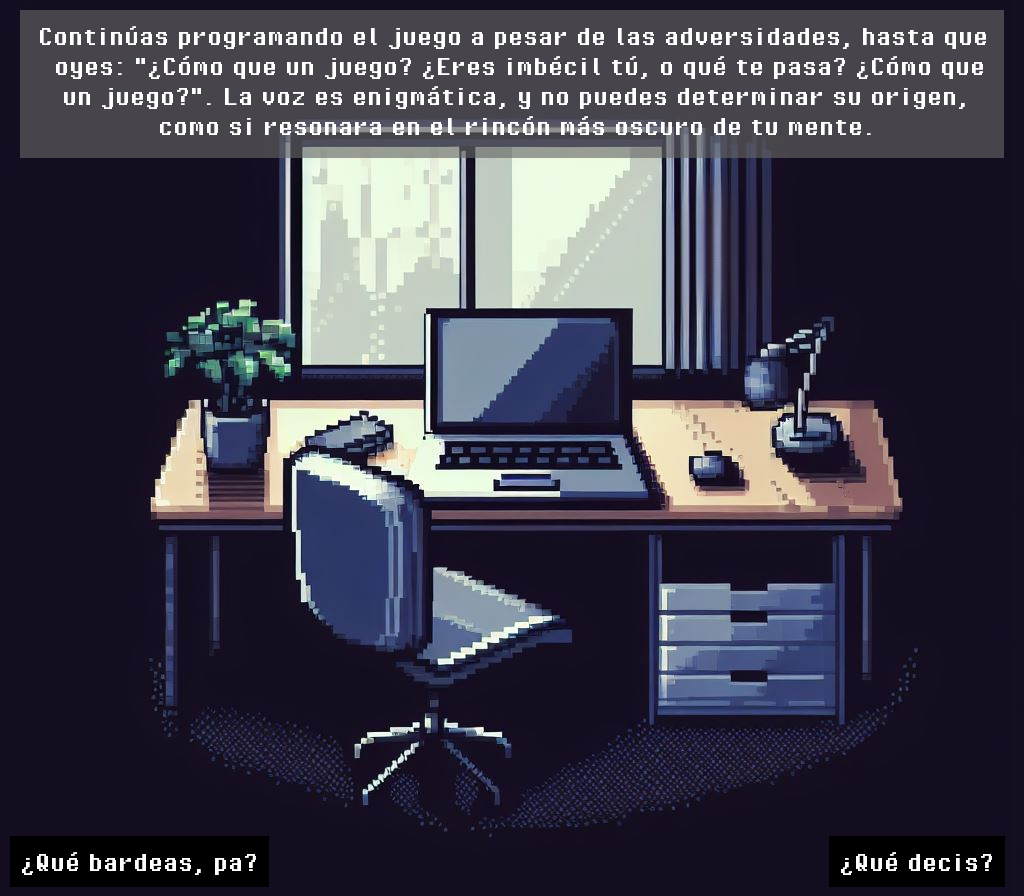 Continúas programando el juego a pesar de las adversidades, hasta que
oyes: "¿Cómo que un juego? ¿Eres imbécil tú, o qué te pasa? ¿Cómo que
un juego?". La voz es enigmática, y no puedes determinar su origen,
como si resonara en el rincón más oscuro de tu mente.
¿Qué bardeas, pa?
¿Qué decis?